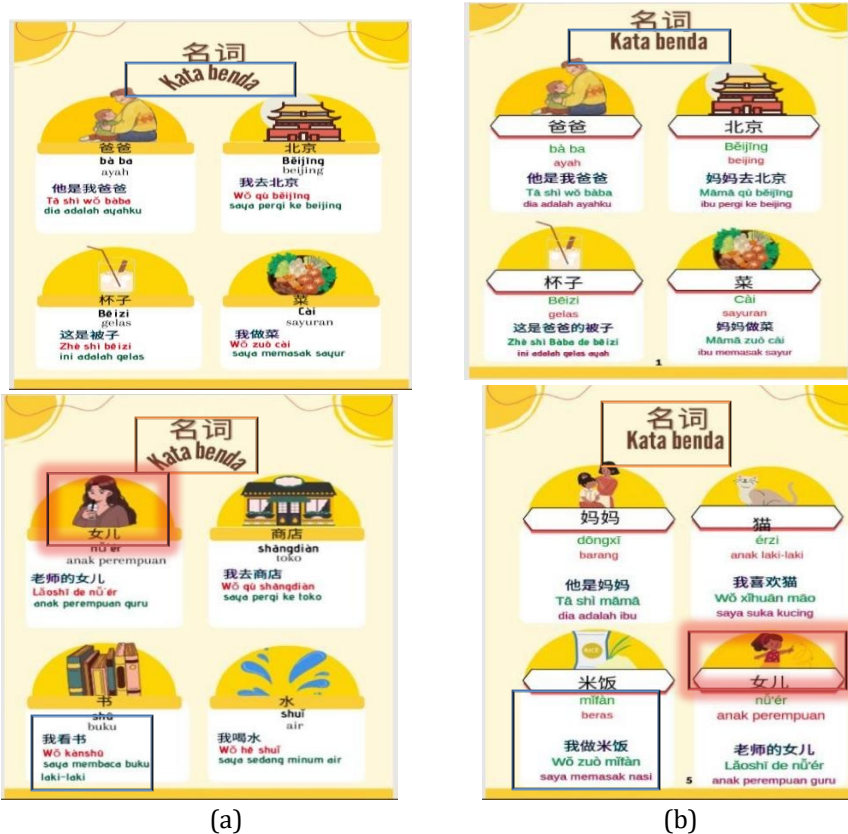 名词
Kata benda
爸爸
bà ba
ayah
他是我爸爸
Tā shì wǒ bàba
dia adalah ayahku
北京
Běijīng
beijing
我去北京
Wǒ qù běijīng
saya pergi ke beijing
杯子
Bēizi
gelas
这是被子
Zhè shì bēizi
ini adalah gelas
菜
Cài
sayuran
我做菜
Wǒ zuò cài
saya memasak sayur
名词
Kata benda
爸爸
bà ba
ayah
他是我爸爸
Tā shì wǒ bàba
dia adalah ayahku
北京
Běijīng
beijing
妈妈去北京
Māmā qù běijīng
ibu pergi ke beijing
杯子
Bēizi
gelas
这是爸爸的被子
Zhè shì Bàba de bēizi
ini adalah gelas ayah
菜
Cài
sayuran
妈妈做菜
Māmā zuò cài
ibu memasak sayur
1
名词
Kata benda
女儿
nǚ'ér
anak perempuan
老师的女儿
Lǎoshī de nǚ'ér
anak perempuan guru
商店
shāngdiàn
toko
我去商店
Wǒ qù shāngdiàn
saya pergi ke toko
书
shū
buku
我看书
Wǒ kànshū
saya membaca buku
laki-laki
水
shuǐ
air
我喝水
Wǒ hē shuǐ
saya sedang minum air
名词
Kata benda
妈妈
dōngxī
barang
他是妈妈
Tā shì māmā
dia adalah ibu
猫
érzi
anak laki-laki
我喜欢猫
Wǒ xǐhuān māo
saya suka kucing
RICE
米饭
mǐfàn
beras
我做米饭
Wǒ zuò mǐfàn
saya memasak nasi
女儿
nǚ'ér
anak perempuan
老师的女儿
Lǎoshī de nǚ'ér
anak perempuan guru
5
(a)
(b)